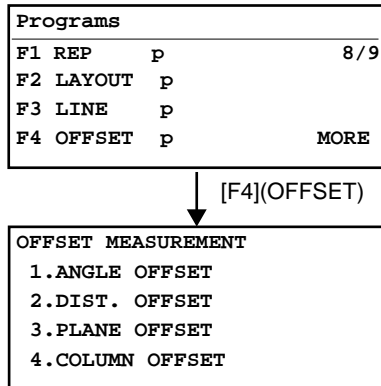 Programs
F1 REP p 8/9
F2 LAYOUT p
F3 LINE p
F4 OFFSET p MORE
[F4](OFFSET)
OFFSET MEASUREMENT
1.ANGLE OFFSET
2.DIST. OFFSET
3.PLANE OFFSET
4.COLUMN OFFSET